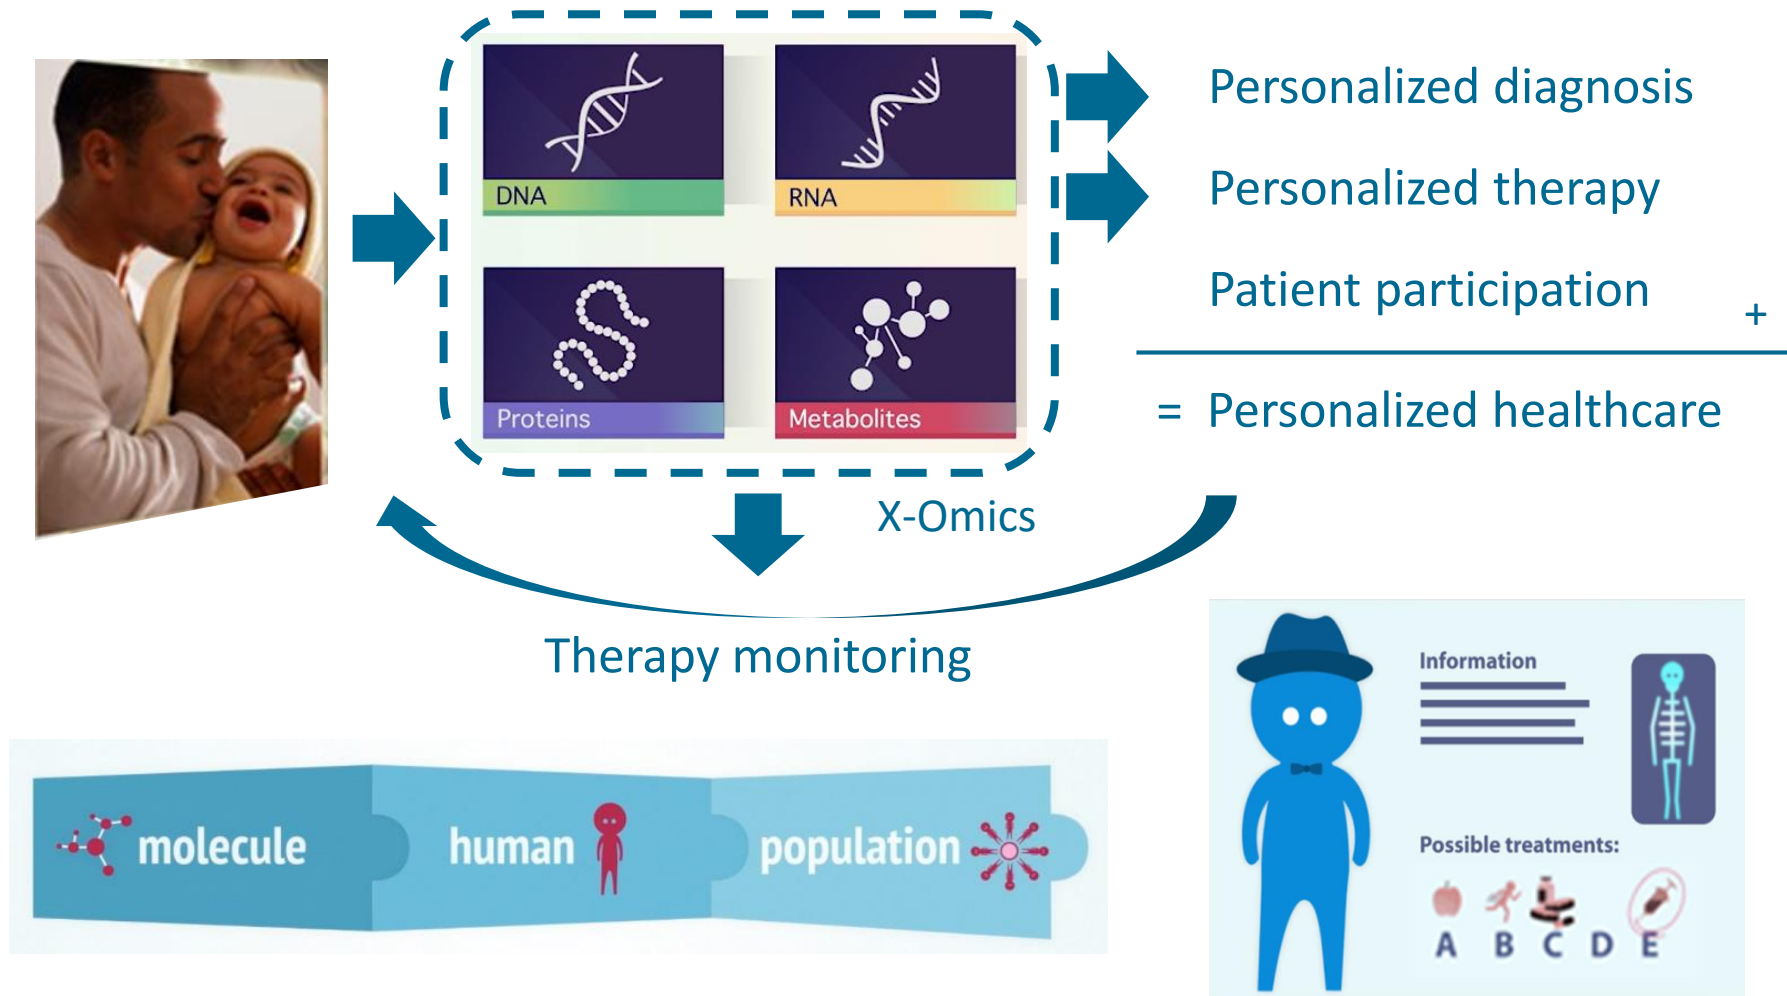 DNA
RNA
Proteins
Metabolites
X-Omics
Personalized diagnosis
Personalized therapy
Patient participation
+
= Personalized healthcare
Therapy monitoring
molecule
human
population
Information
Possible treatments:
A B C D E